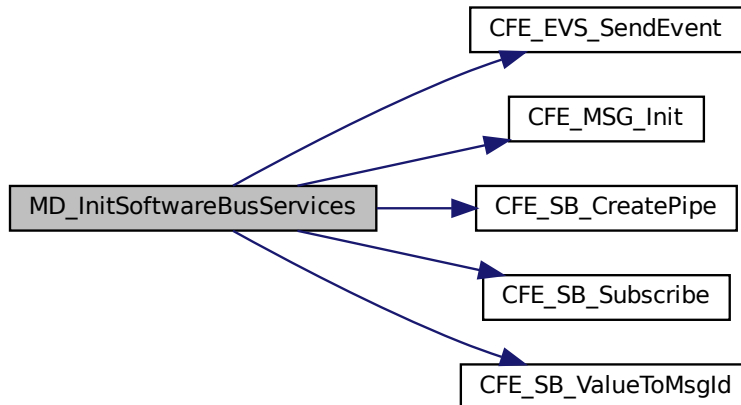 CFE_EVS_SendEvent
CFE_MSG_Init
MD_InitSoftwareBusServices
CFE_SB_CreatePipe
CFE_SB_Subscribe
CFE_SB_ValueToMsgId